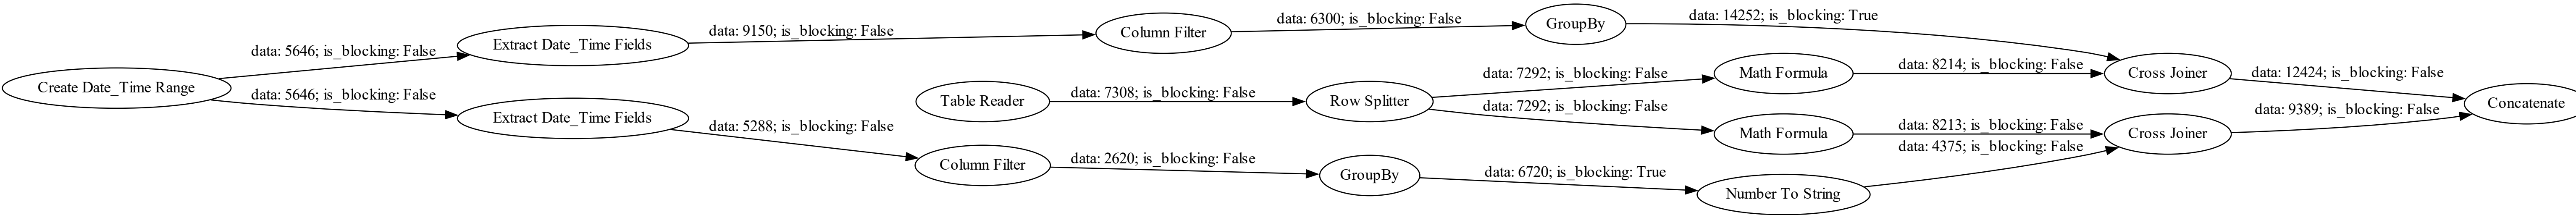 Create Date_Time Range
data: 5646; is_blocking: False
data: 5646; is_blocking: False
Extract Date_Time Fields
Extract Date_Time Fields
data: 9150; is_blocking: False
data: 5288; is_blocking: False
Table Reader
Column Filter
data: 7308; is_blocking: False
data: 2620; is_blocking: False
Column Filter
data: 6300; is_blocking: False
Row Splitter
GroupBy
GroupBy
data: 14252; is_blocking: True
data: 7292; is_blocking: False
data: 7292; is_blocking: False
data: 6720; is_blocking: True
Math Formula
Math Formula
Number To String
data: 8214; is_blocking: False
data: 8213; is_blocking: False
data: 4375; is_blocking: False
Cross Joiner
Cross Joiner
data: 12424; is_blocking: False
data: 9389; is_blocking: False
Concatenate